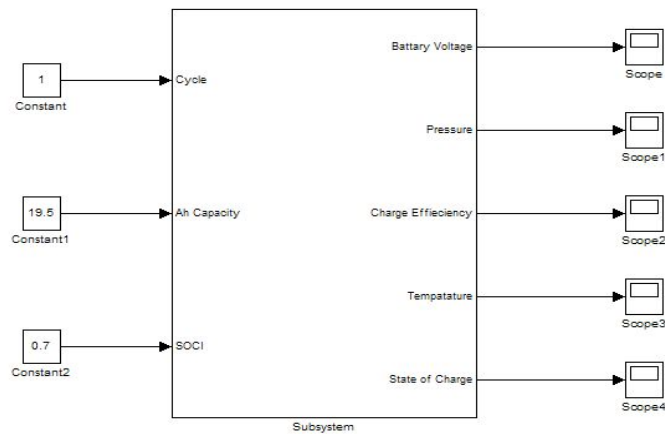 1
Constant
19.5
Constant1
0.7
Constant2
Cycle
Ah Capacity
SOCI
Battary Voltage
Pressure
Charge Effieciency
Tempatature
State of Charge
Subsystem
Scope
Scope1
Scope2
Scope3
Scope4